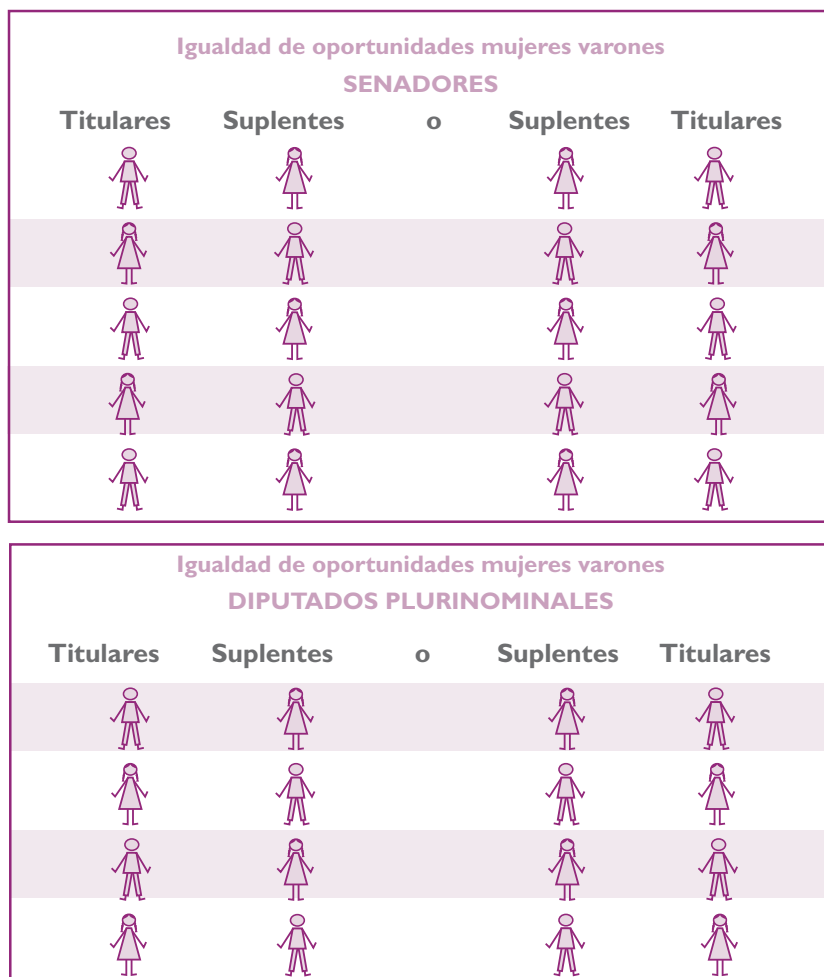 Igualdad de oportunidades mujeres varones
SENADORES
Titulares Suplentes o Suplentes Titulares
Igualdad de oportunidades mujeres varones
DIPUTADOS PLURINOMINALES
Titulares Suplentes o Suplentes Titulares